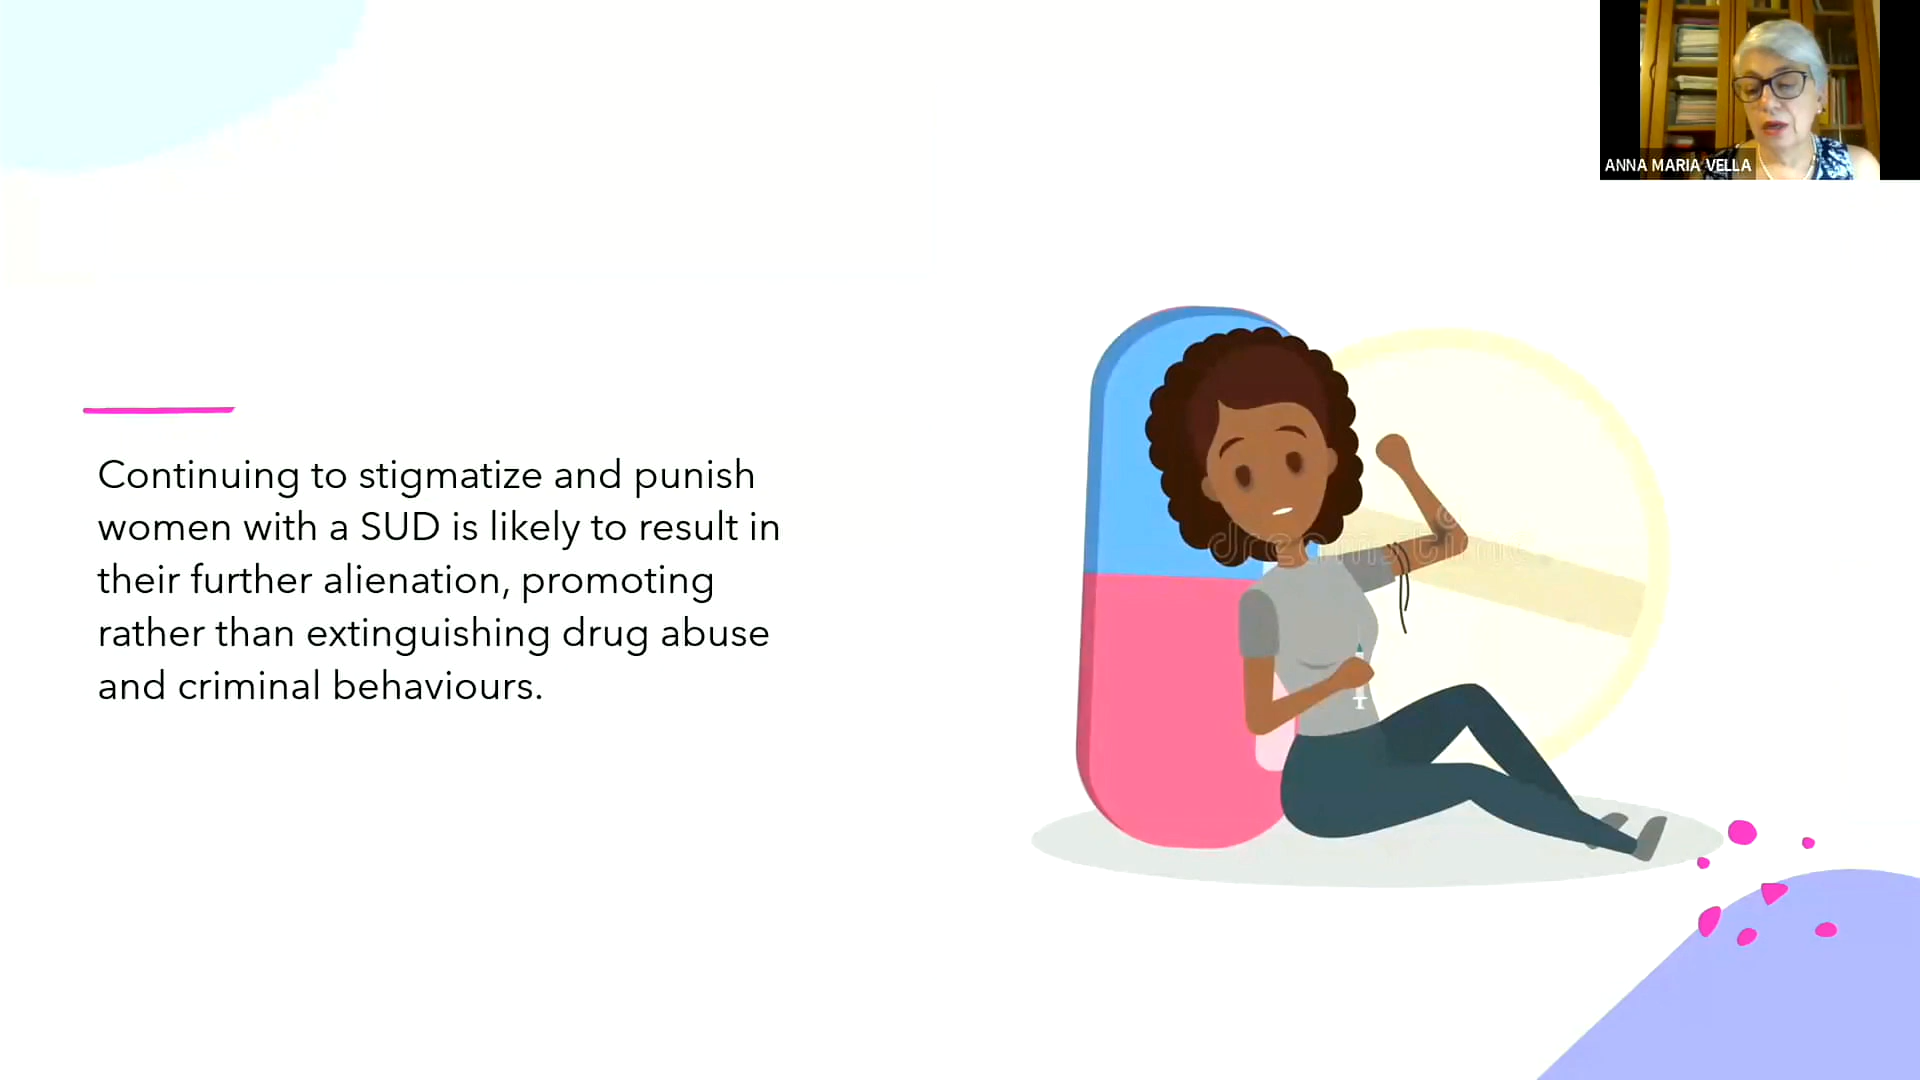 ANNA MARIA VELLA
Continuing to stigmatize and punish
women with a SUD is likely to result in
their further alienation, promoting
rather than extinguishing drug abuse
and criminal behaviours.
dreamstime